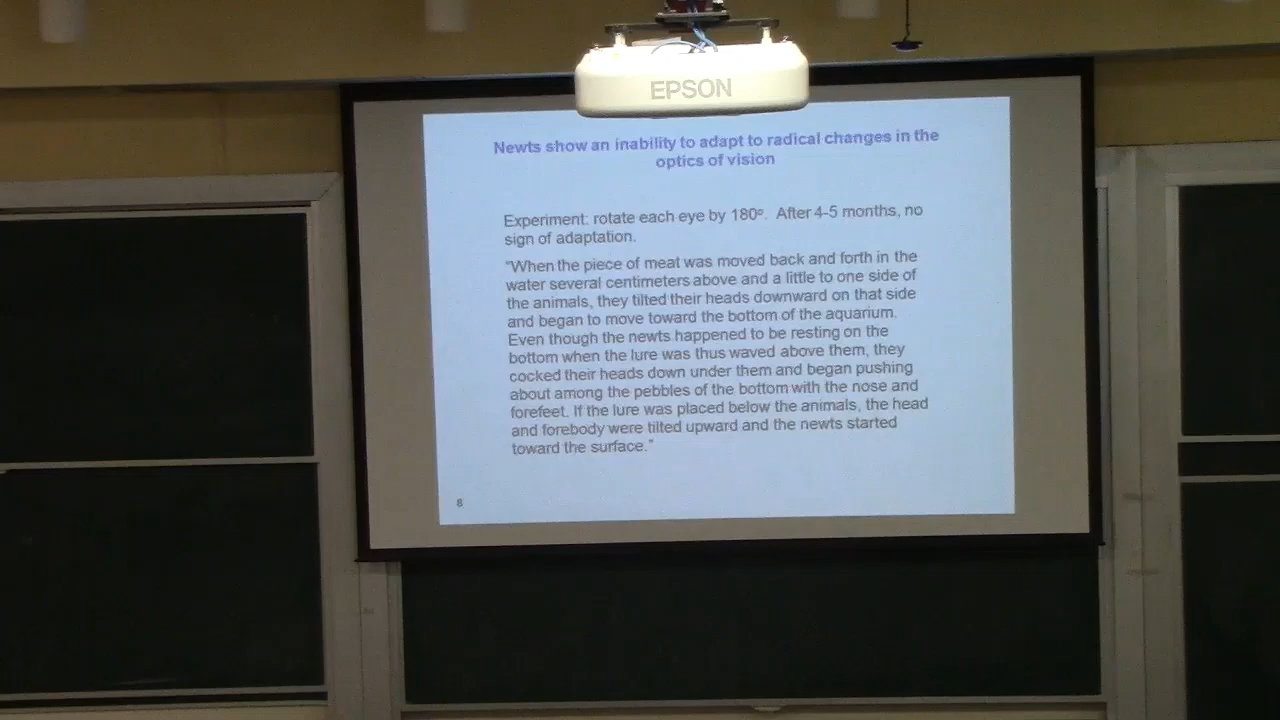 EPSON
Newts show an inability to adapt to radical changes in the
optics of vision
Experiment: rotate each eye by 180º. After 4-5 months, no
sign of adaptation.
“When the piece of meat was moved back and forth in the
water several centimeters above and a little to one side of
the animals, they tilted their heads downward on that side
and began to move toward the bottom of the aquarium.
Even though the newts happened to be resting on the
bottom when the lure was thus waved above them, they
cocked their heads down under them and began pushing
about among the pebbles of the bottom with the nose and
forefeet. If the lure was placed below the animals, the head
and forebody were tilted upward and the newts started
toward the surface.”
8